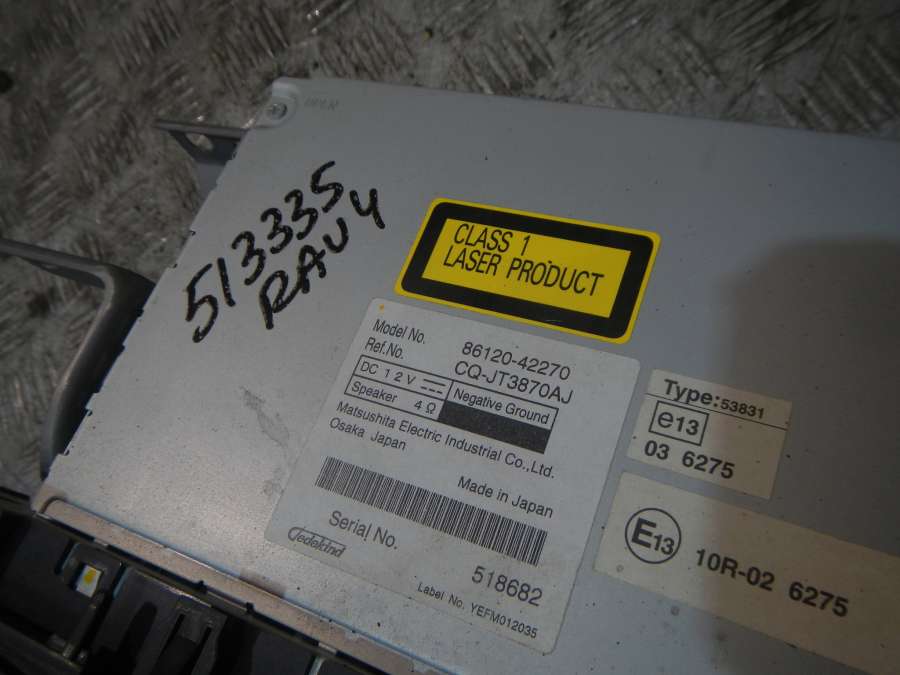 513335
RAV4
CLASS 1
LASER PRODUCT
Model No. 86120-42270
Ref.No. CQ-JT3870AJ
DC 12V
Negative Ground
Speaker 4Ω
Matsushita Electric Industrial Co.,Ltd.
Osaka Japan
Made in Japan
Serial No.
518682
Jedekind
Label No. YEFM012035
Type:53831
e13
03 6275
E13
10R-02 6275